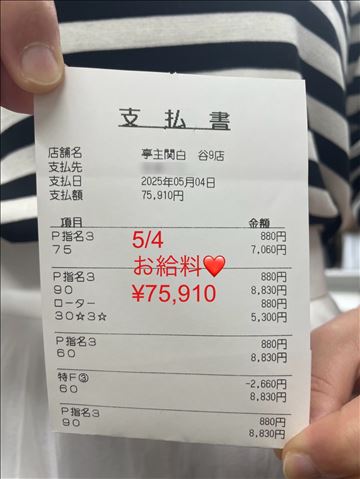 支払書
店舗名 亭主関白 谷9店
支払先
支払日 2025年05月04日
支払額 75,910円
項目 金額
P指名3 880円
75 7,060円
5/4
お給料❤️
¥75,910
P指名3 880円
90 8,830円
ローター 880円
30☆3☆ 5,300円
P指名3 880円
60 8,830円
特F③ -2,660円
60 8,830円
P指名3 880円
90 8,830円